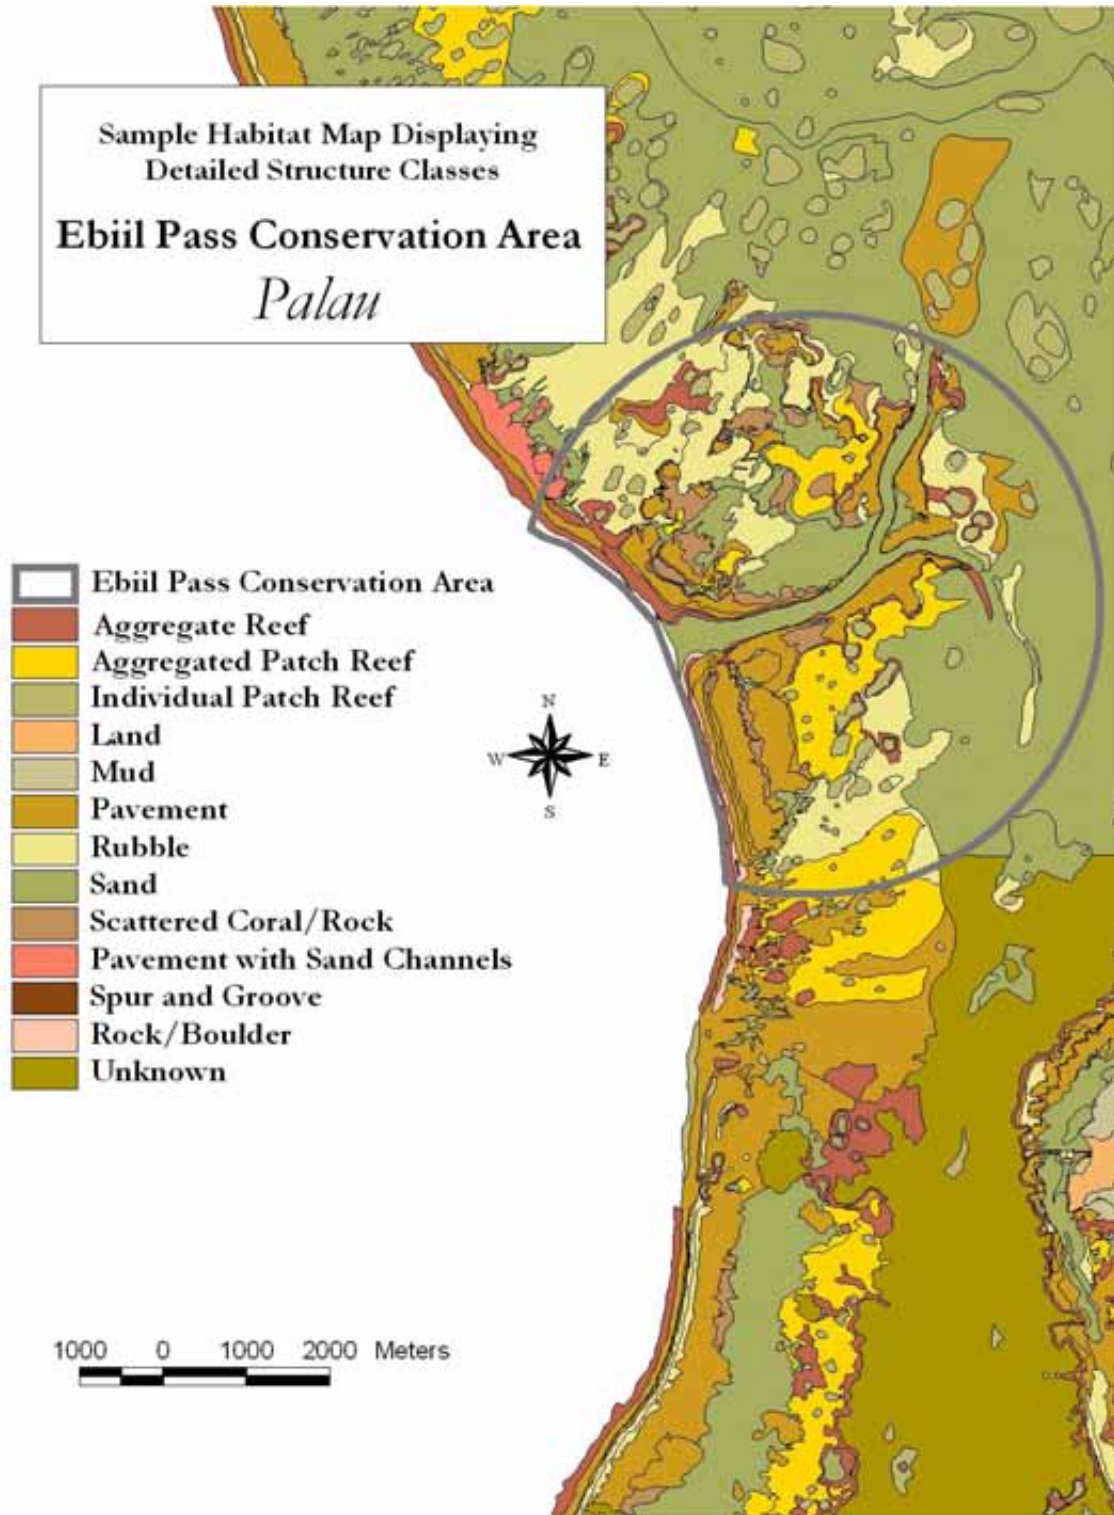 Sample Habitat Map Displaying
Detailed Structure Classes
Ebiil Pass Conservation Area
Palau
Ebiil Pass Conservation Area
Aggregate Reef
Aggregated Patch Reef
Individual Patch Reef
Land
Mud
Pavement
Rubble
Sand
Scattered Coral/Rock
Pavement with Sand Channels
Spur and Groove
Rock/Boulder
Unknown
N
W E
S
1000 0 1000 2000 Meters